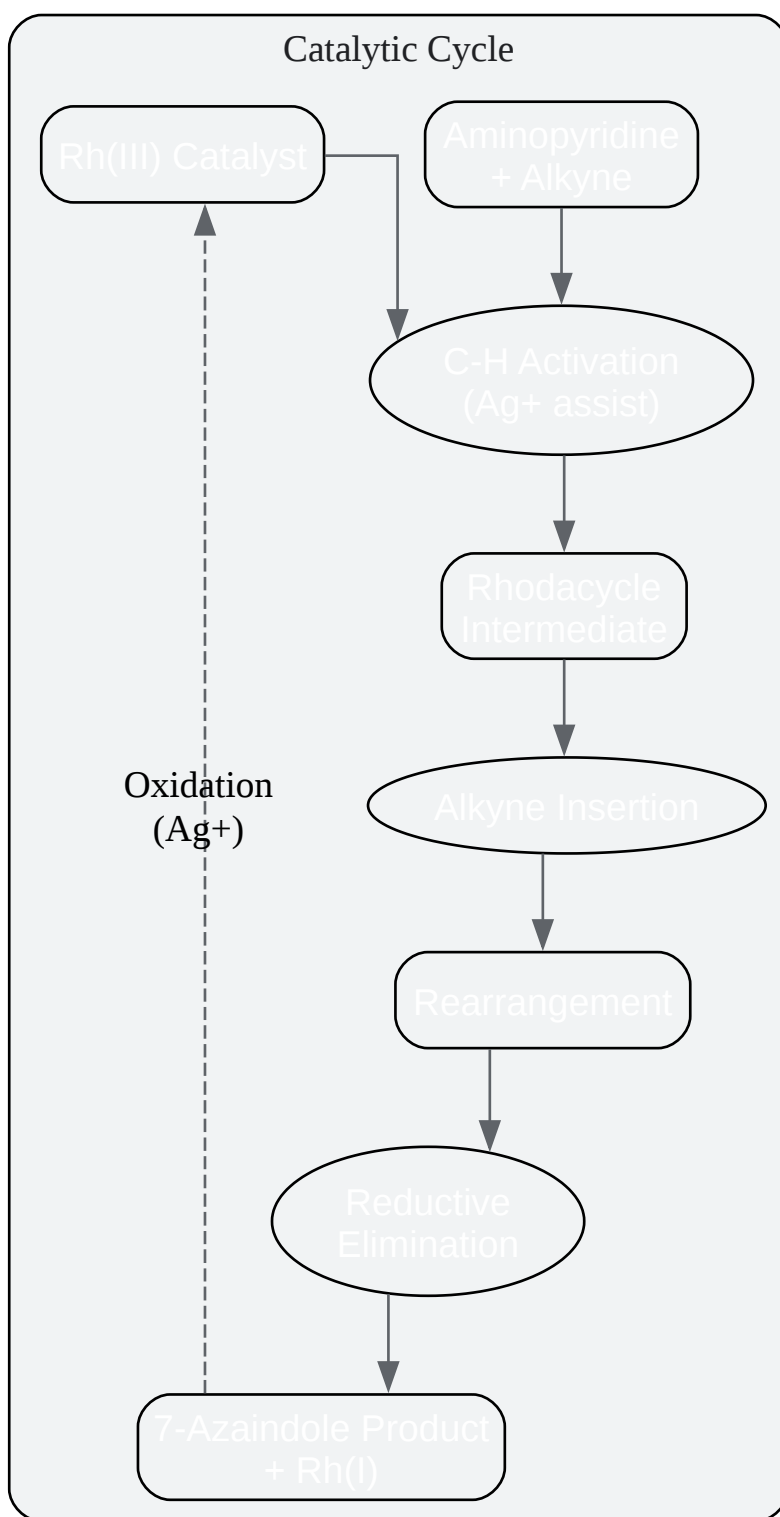 Catalytic Cycle
Rh(III) Catalyst
Aminopyridine
+ Alkyne
C-H Activation
(Ag+ assist)
Rhodacycle
Intermediate
Oxidation
(Ag+)
Alkyne Insertion
Rearrangement
Reductive
Elimination
7-Azaindole Product
+ Rh(I)